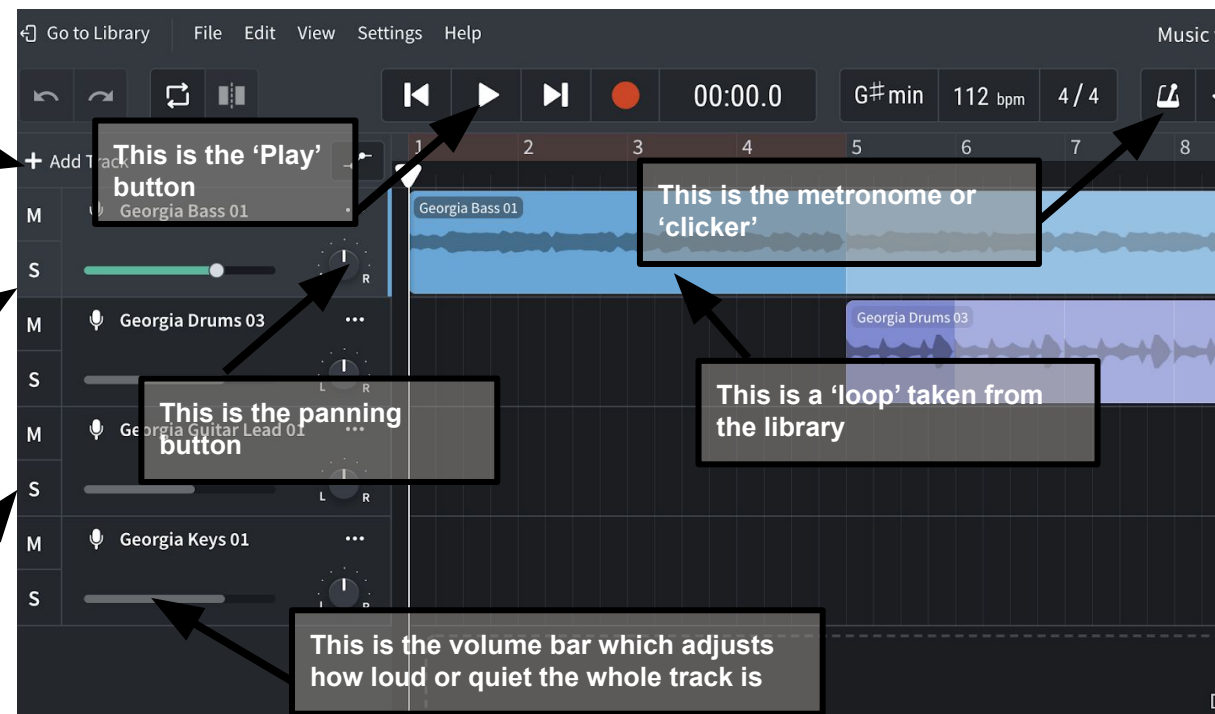 Go to Library File Edit View Settings Help Music
00:00.0 G#min 112 bpm 4/4
+ Add Track 1 2 3 4 5 6 7 8
This is the ‘Play’
button
M Georgia Bass 01
S R
Georgia Bass 01
This is the metronome or
‘clicker’
M Georgia Drums 03 ...
S L R
Georgia Drums 03
This is the panning
button
This is a ‘loop’ taken from
the library
M Georgia Guitar Lead 01 ...
S L R
M Georgia Keys 01 ...
S L R
This is the volume bar which adjusts
how loud or quiet the whole track is